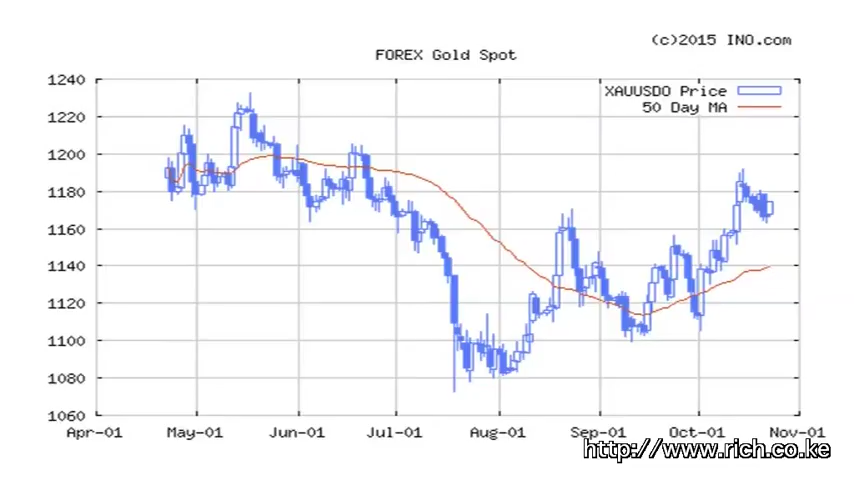 (c)2015 INO.com
FOREX Gold Spot
XAUUSDO Price
50 Day MA
1240
1220
1200
1180
1160
1140
1120
1100
1080
1060
Apr-01 May-01 Jun-01 Jul-01 Aug-01 Sep-01 Oct-01 Nov-01
http://www.rich.co.ke